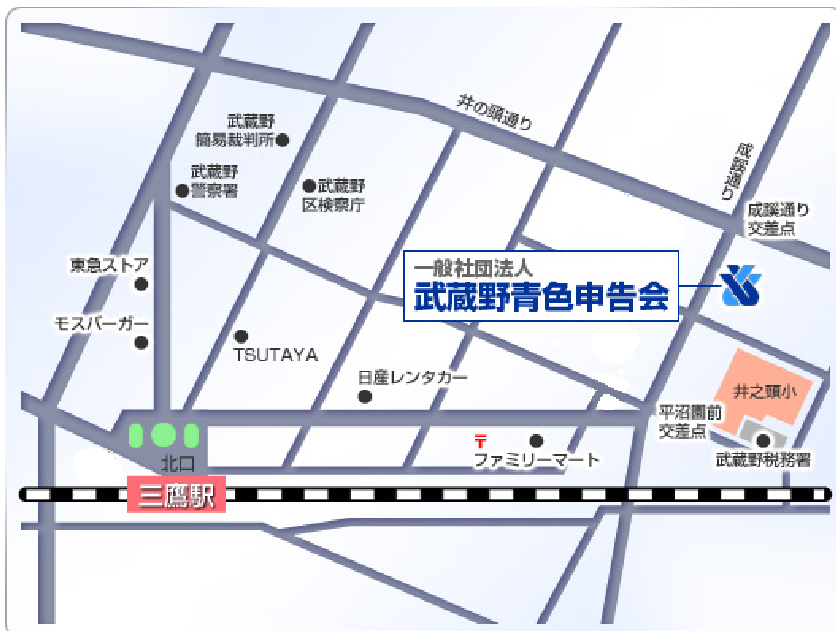 井の頭通り
武蔵野
簡易裁判所
武蔵野
警察署
武蔵野
区検察庁
成蹊通り
成蹊通り
交差点
東急ストア
一般社団法人
武蔵野青色申告会
モスバーガー
TSUTAYA
日産レンタカー
井之頭小
平沼園前
交差点
〒
ファミリーマート
武蔵野税務署
北口
三鷹駅